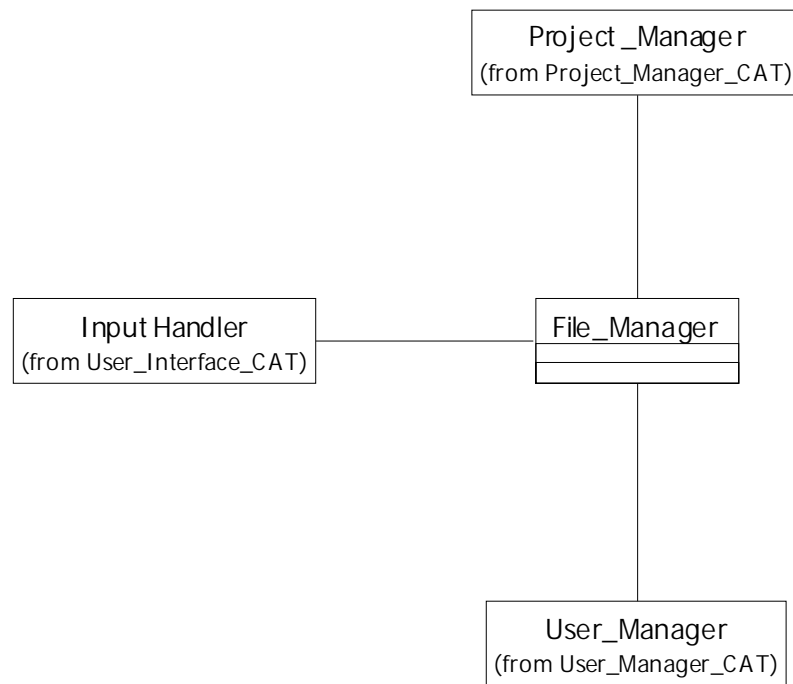 Project_Manager
(from Project_Manager_CAT)
Input Handler
(from User_Interface_CAT)
File_Manager
User_Manager
(from User_Manager_CAT)